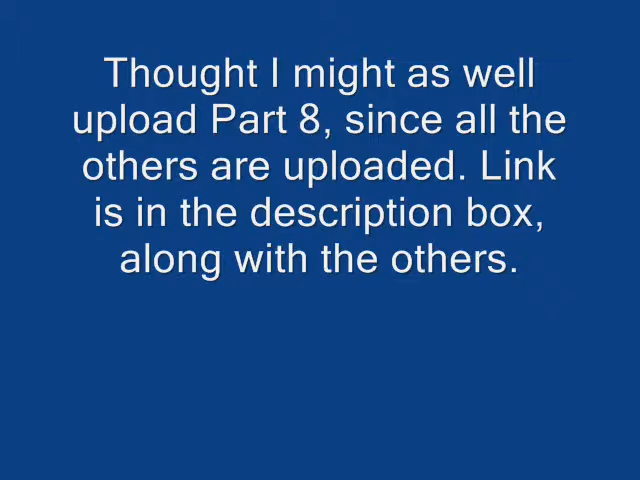 Thought I might as well
upload Part 8, since all the
others are uploaded. Link
is in the description box,
along with the others.